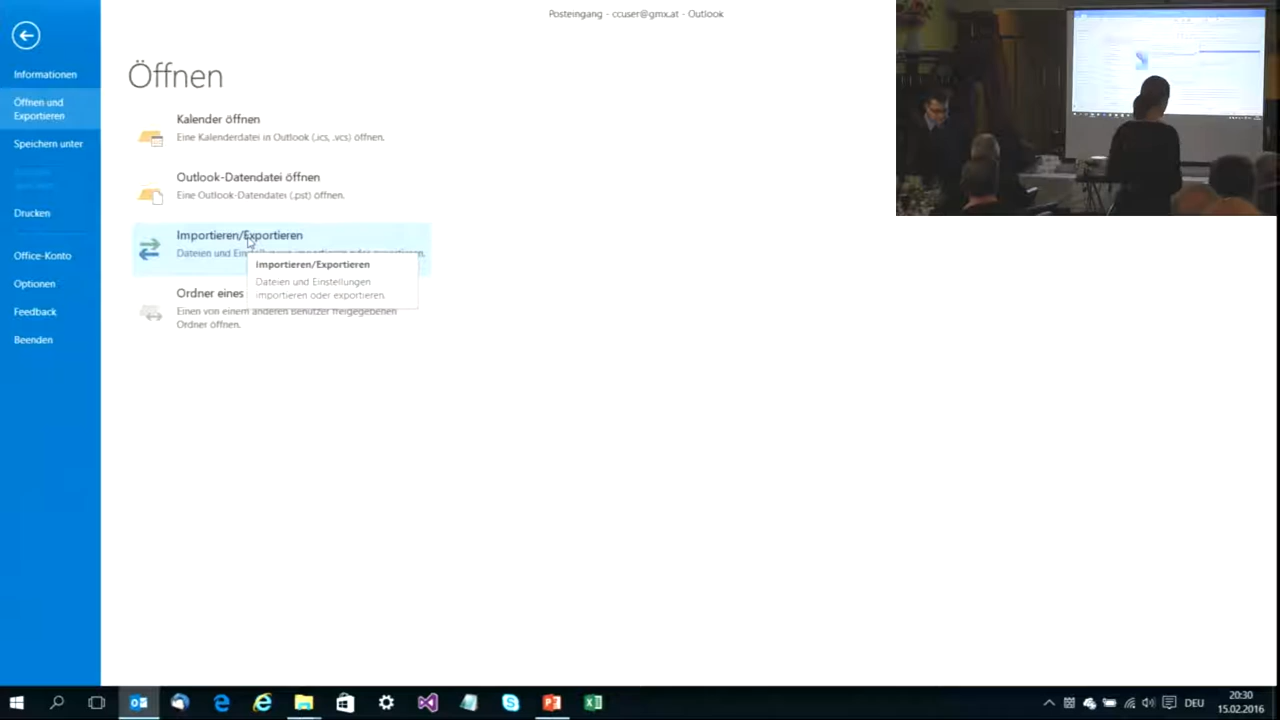 Posteingang - ccuser@gmx.at - Outlook
Informationen
Öffnen und
Exportieren
Speichern unter
Drucken
Office-Konto
Optionen
Feedback
Beenden
Öffnen
Kalender öffnen
Eine Kalenderdatei in Outlook (.ics, .vcs) öffnen.
Outlook-Datendatei öffnen
Eine Outlook-Datendatei (.pst) öffnen.
Importieren/Exportieren
Dateien und
Importieren/Exportieren
Dateien und Einstellungen
importieren oder exportieren.
Ordner eines
Einen von einem anderen Benutzer freigegebenen
Ordner öffnen.
DEU
20:30
15.02.2016